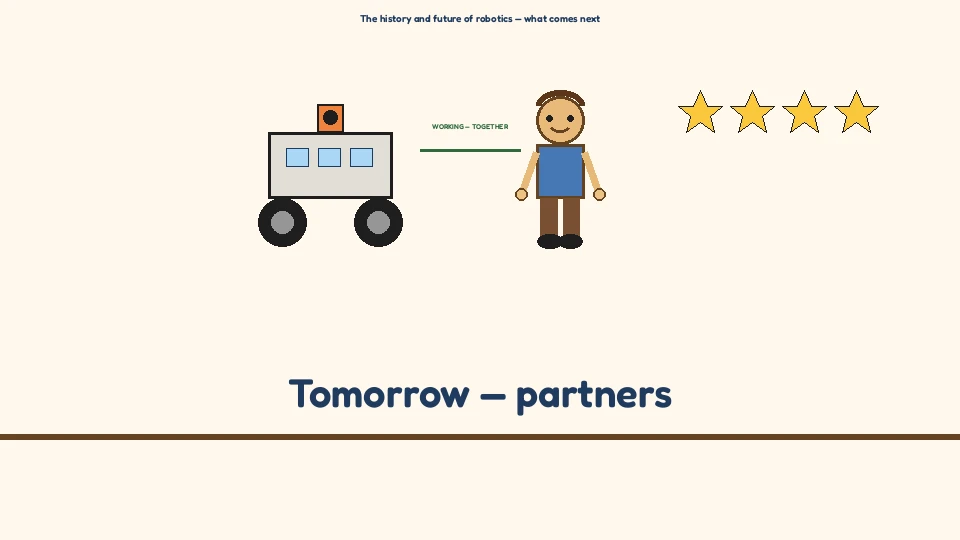 The history and future of robotics — what comes next
WORKING — TOGETHER
Tomorrow — partners